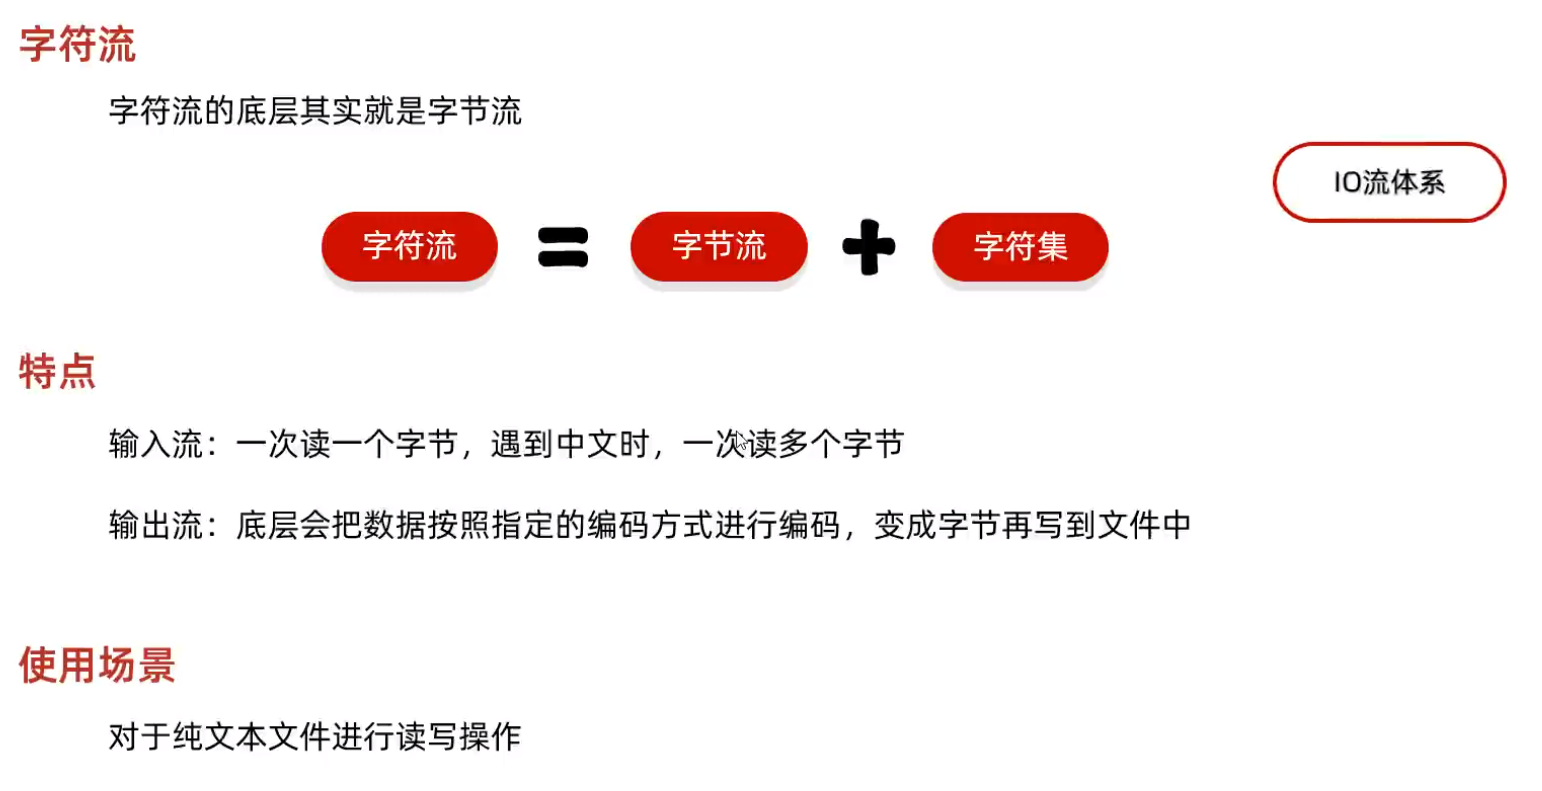 字符流
字符流的底层其实就是字节流
IO流体系
字符流 = 字节流 + 字符集
特点
输入流：一次读一个字节，遇到中文时，一次读多个字节
输出流：底层会把数据按照指定的编码方式进行编码，变成字节再写到文件中
使用场景
对于纯文本文件进行读写操作